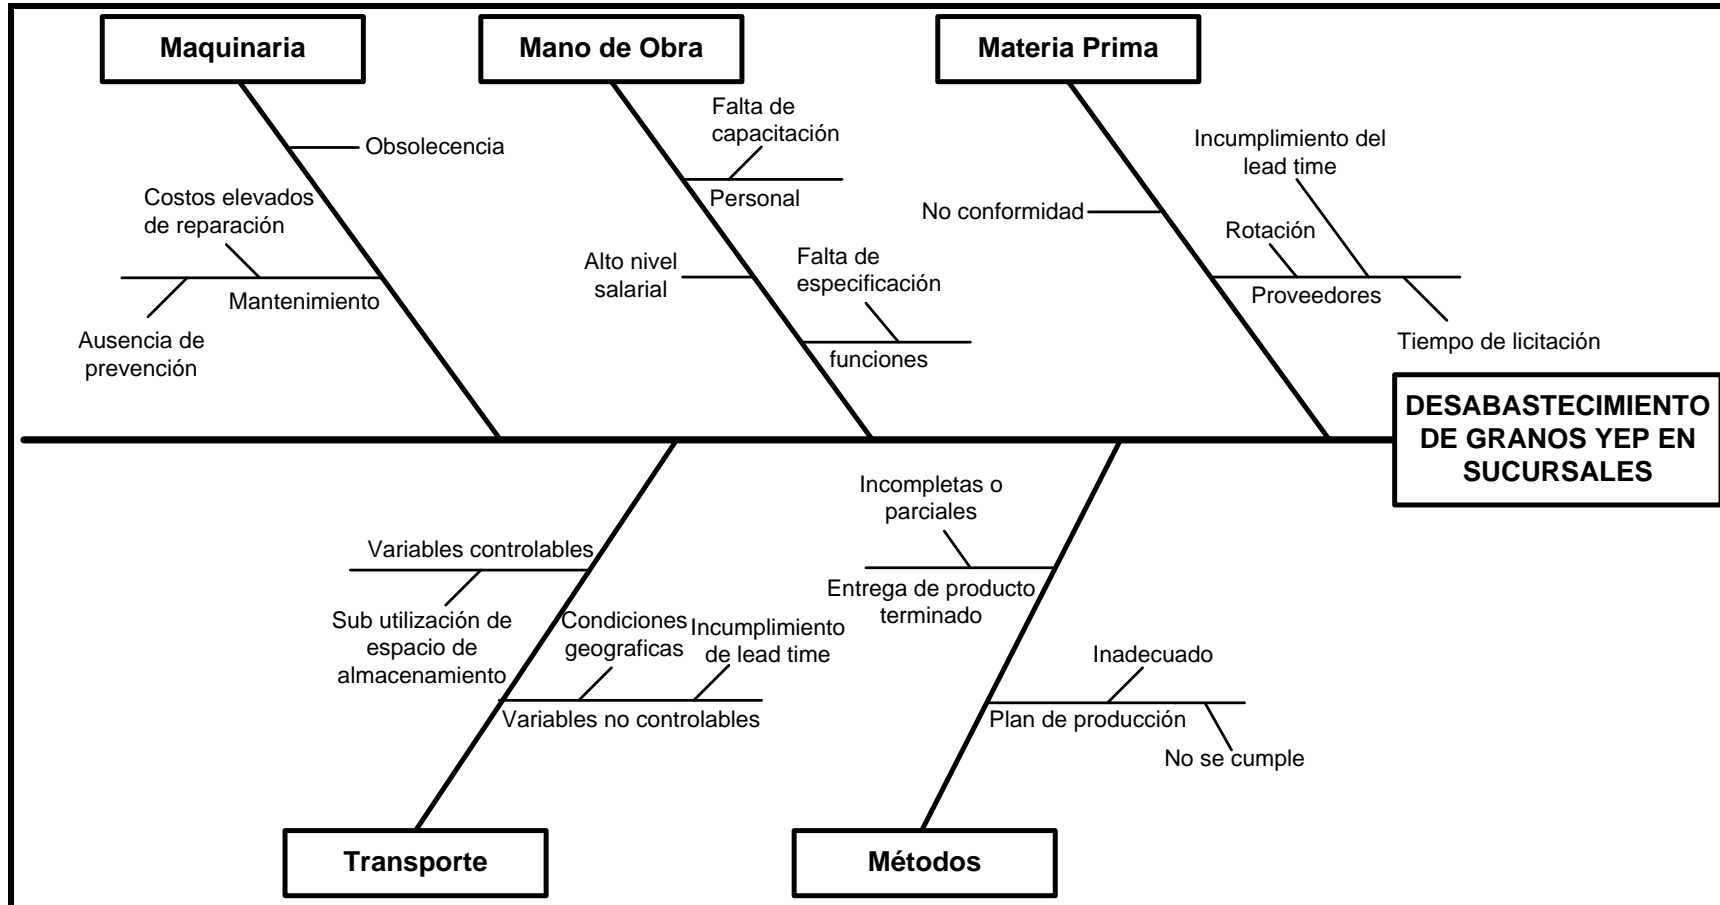 Maquinaria
Mano de Obra
Materia Prima
Obsolecencia
Costos elevados
de reparación
Mantenimiento
Ausencia de
prevención
Falta de
capacitación
Personal
Alto nivel
salarial
Falta de
especificación
funciones
No conformidad
Incumplimiento del
lead time
Rotación
Proveedores
Tiempo de licitación
DESABASTECIMIENTO
DE GRANOS YEP EN
SUCURSALES
Variables controlables
Sub utilización de
espacio de
almacenamiento
Condiciones
geograficas
Incumplimiento
de lead time
Variables no controlables
Incompletas o
parciales
Entrega de producto
terminado
Inadecuado
Plan de producción
No se cumple
Transporte
Métodos